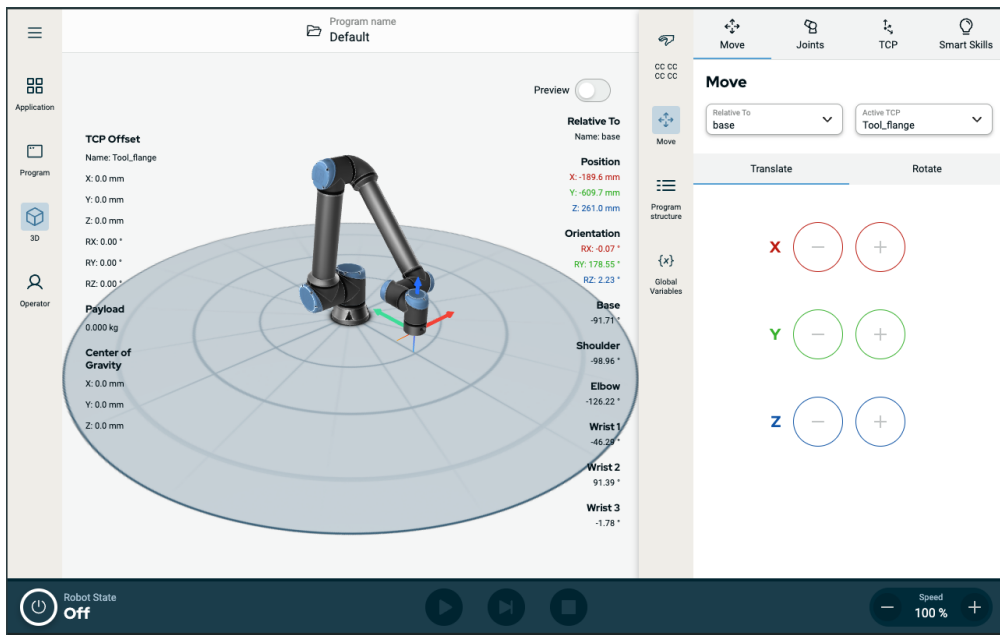 Program name
Default
Application
Program
3D
Operator
Preview
TCP Offset
Name: Tool_flange
X: 0.0 mm
Y: 0.0 mm
Z: 0.0 mm
RX: 0.00 °
RY: 0.00 °
RZ: 0.00 °
Payload
0.000 kg
Center of
Gravity
X: 0.0 mm
Y: 0.0 mm
Z: 0.0 mm
Relative To
Name: base
Position
X: -189.6 mm
Y: -609.7 mm
Z: 261.0 mm
Orientation
RX: -0.07 °
RY: 178.55 °
RZ: 2.23 °
Base
-91.71 °
Shoulder
-98.96 °
Elbow
-126.22 °
Wrist 1
-46.29 °
Wrist 2
91.39 °
Wrist 3
-1.78 °
CC CC
CC CC
Move
Program
structure
{x}
Global
Variables
Move
Joints
TCP
Smart Skills
Move
Relative To
base
Active TCP
Tool_flange
Translate
Rotate
X − +
Y − +
Z − +
Robot State
Off
Speed
− 100 % +